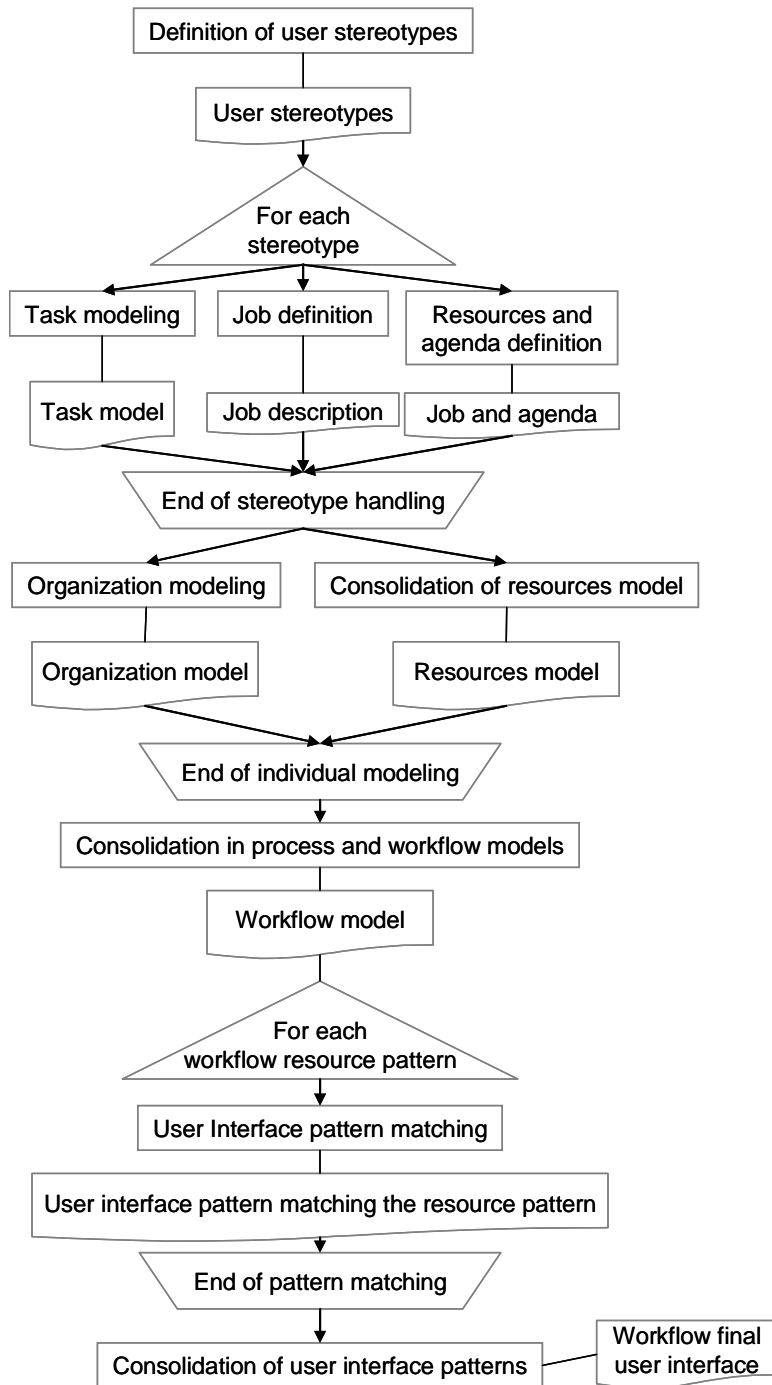 Definition of user stereotypes
User stereotypes
For each
stereotype
Task modeling
Job definition
Resources and
agenda definition
Task model
Job description
Job and agenda
End of stereotype handling
Organization modeling
Consolidation of resources model
Organization model
Resources model
End of individual modeling
Consolidation in process and workflow models
Workflow model
For each
workflow resource pattern
User Interface pattern matching
User interface pattern matching the resource pattern
End of pattern matching
Consolidation of user interface patterns
Workflow final
user interface